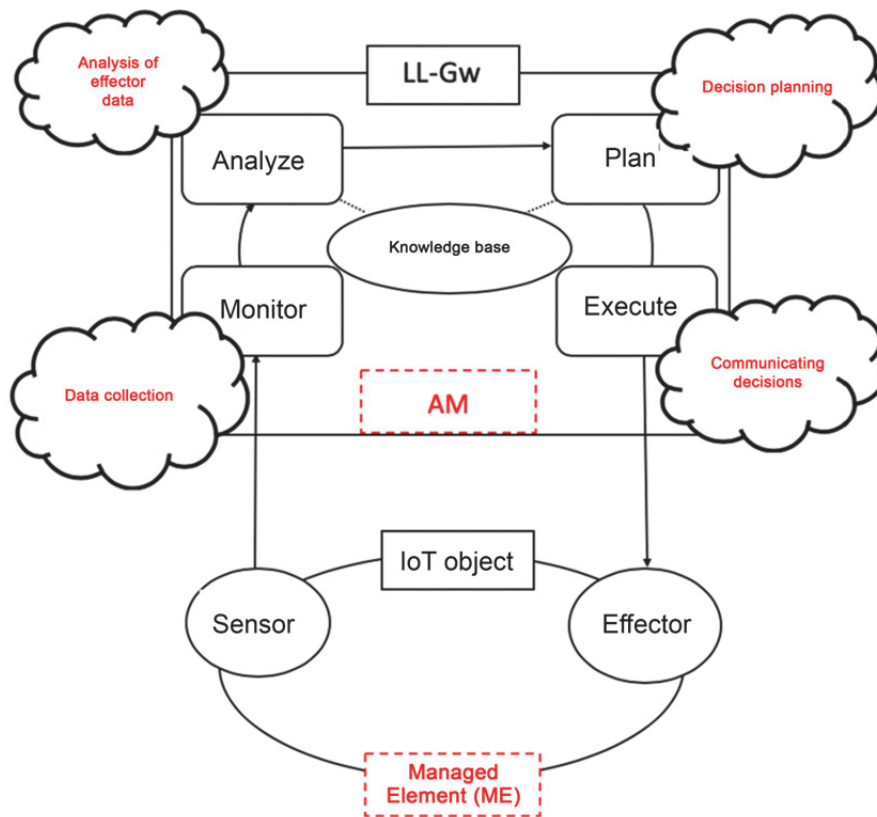 Analysis of
effector
data
LL-Gw
Decision planning
Analyze
Plan
Knowledge base
Monitor
Execute
Data collection
AM
Communicating
decisions
IoT object
Sensor
Effector
Managed
Element (ME)